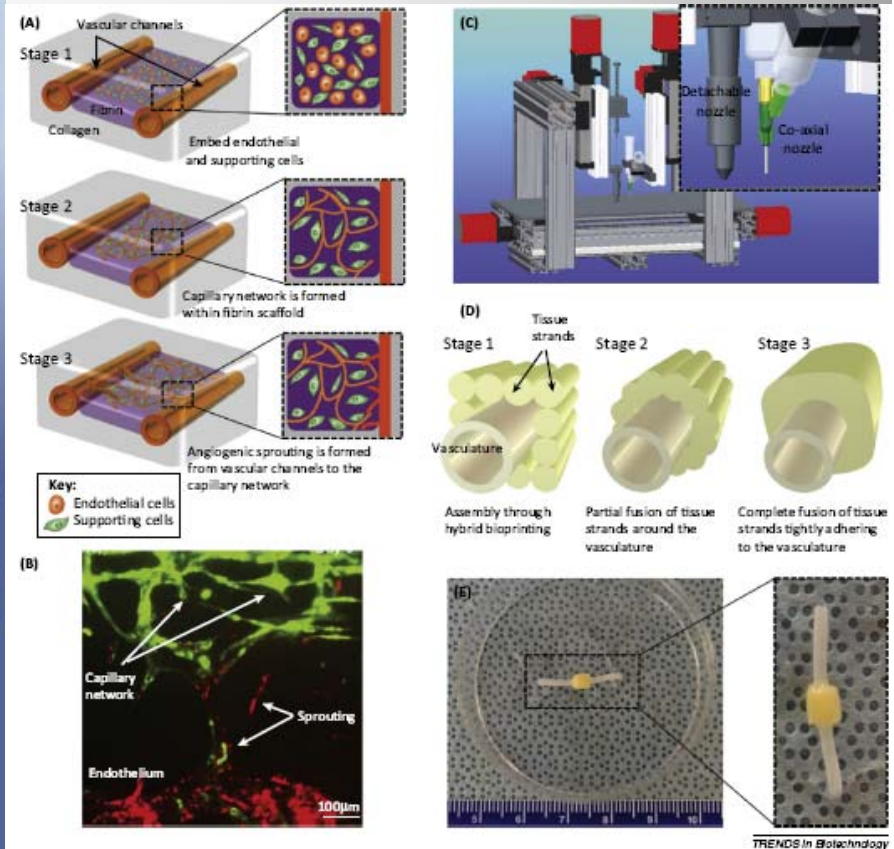 (A)
Vascular channels
Stage 1
Fibrin
Collagen
Embed endothelial
and supporting cells
Stage 2
Capillary network is formed
within fibrin scaffold
Stage 3
Angiogenic sprouting is formed
from vascular channels to the
capillary network
Key:
Endothelial cells
Supporting cells
(B)
Capillary
network
Sprouting
Endothelium
100μm
(C)
Detachable
nozzle
Co-axial
nozzle
(D)
Tissue
strands
Stage 1
Stage 2
Stage 3
Vasculature
Assembly through
hybrid bioprinting
Partial fusion of tissue
strands around the
vasculature
Complete fusion of tissue
strands tightly adhering
to the vasculature
(E)
5 6 7 8 9 10
TRENDS in Biotechnology